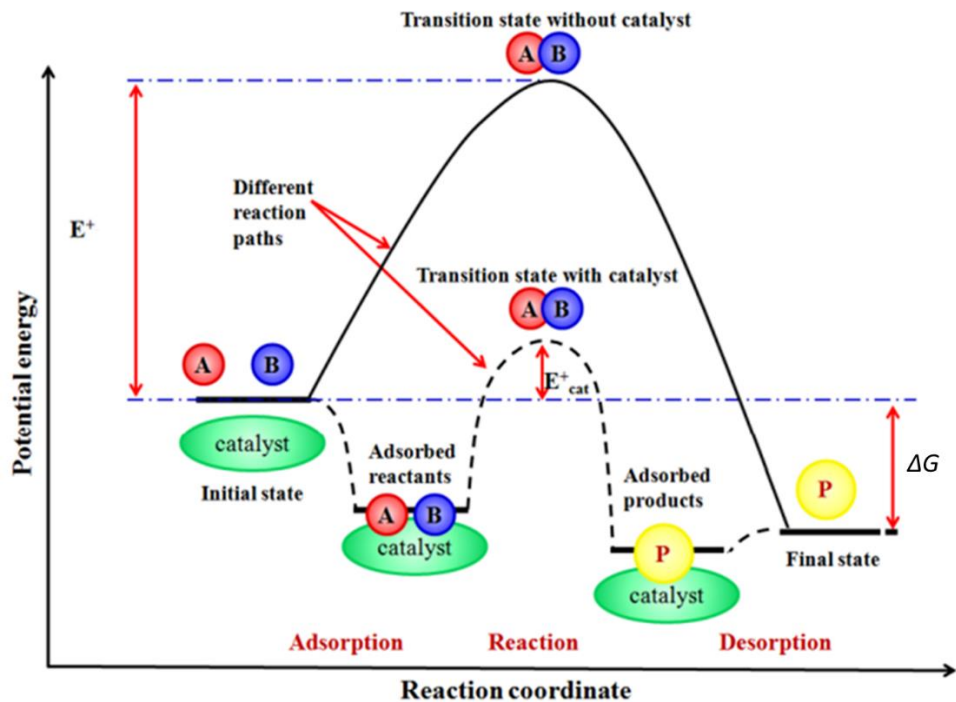 Transition state without catalyst
A B
Different
reaction
paths
E⁺
Transition state with catalyst
A B
A B
E⁺cat
catalyst
Initial state
Adsorbed
reactants
A B
catalyst
Adsorbed
products
P
catalyst
P
ΔG
Final state
Adsorption Reaction Desorption
Potential energy
Reaction coordinate